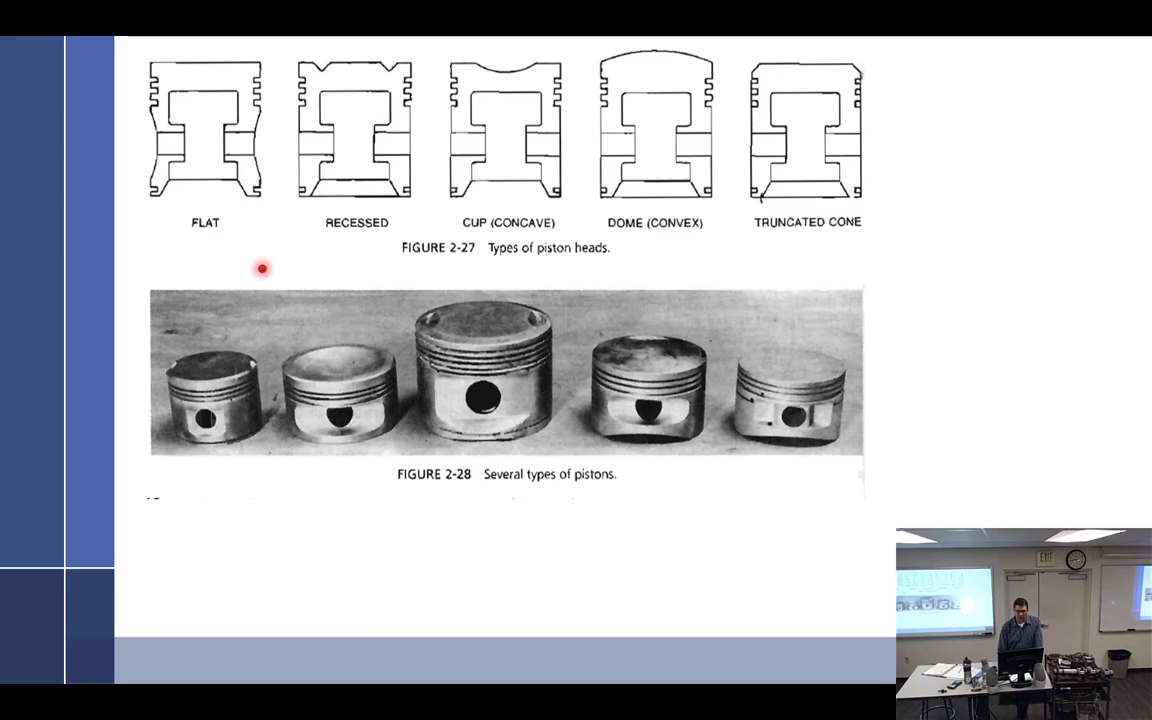 FLAT RECESSED CUP (CONCAVE) DOME (CONVEX) TRUNCATED CONE
FIGURE 2-27 Types of piston heads.
FIGURE 2-28 Several types of pistons.
EXIT